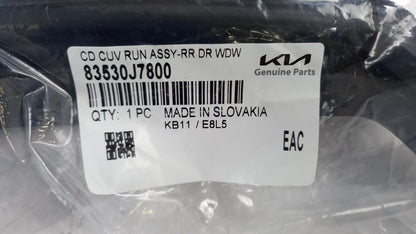 CD CUV RUN ASSY-RR DR WDW
83530J7800
KIA
Genuine Parts
QTY: 1 PC MADE IN SLOVAKIA
KB11 / E8L5
EAC